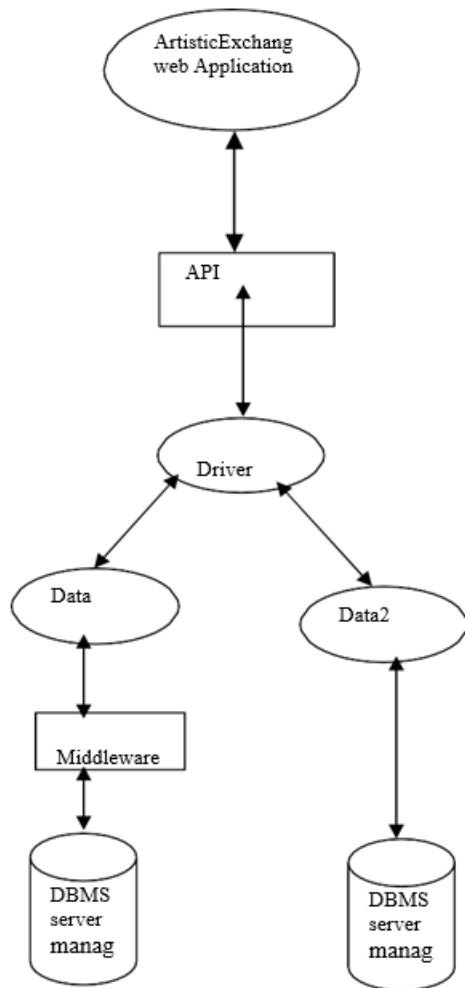 ArtisticExchang
web Application
API
Driver
Data
Data2
Middleware
DBMS
server
manag
DBMS
server
manag